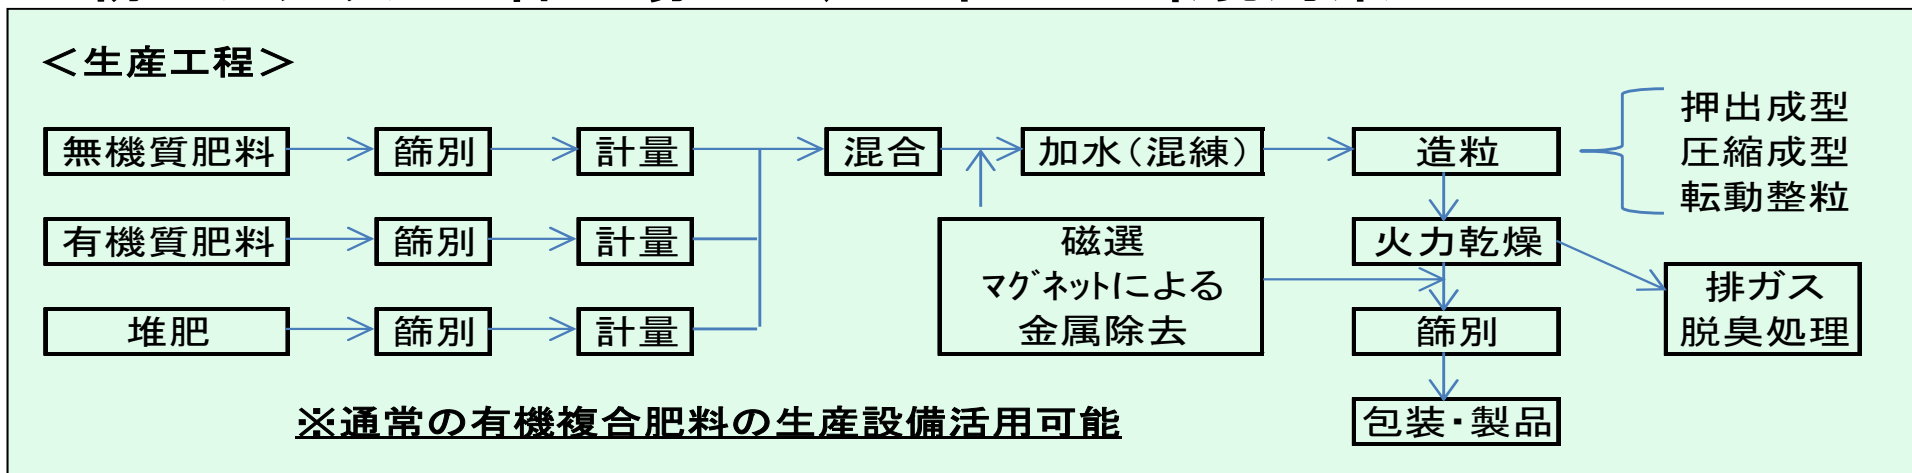 ＜生産工程＞
無機質肥料
篩別
計量
混合
加水(混練)
造粒
押出成型
圧縮成型
転動整粒
有機質肥料
篩別
計量
磁選
ﾏｸﾞﾈｯﾄによる
金属除去
火力乾燥
排ガス
脱臭処理
堆肥
篩別
計量
篩別
※通常の有機複合肥料の生産設備活用可能
包装・製品